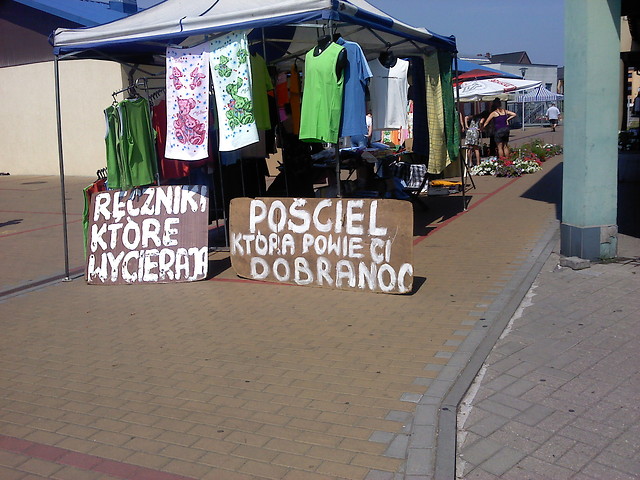 RĘCZNIKI
KTÓRE
WYCIERAJĄ
POŚCIEL
KTÓRA POWIE CI
DOBRANOC